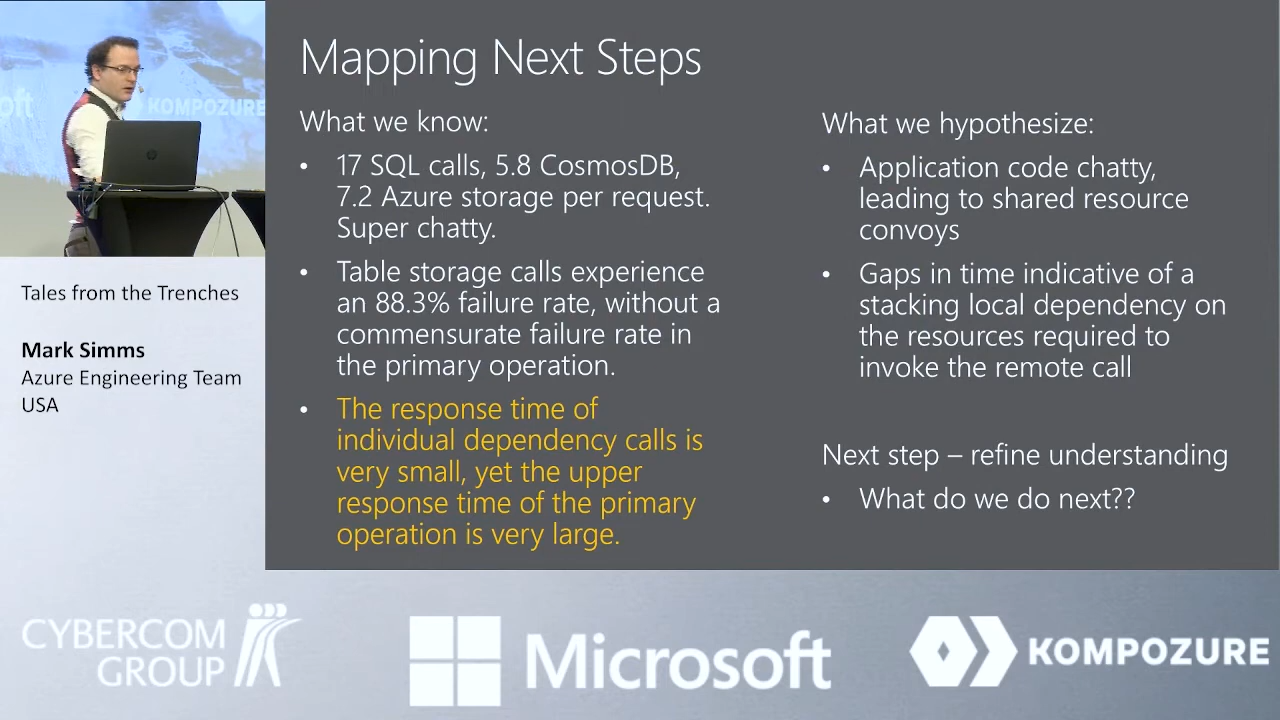 oft KOMPOZURE
Mapping Next Steps
What we know:
• 17 SQL calls, 5.8 CosmosDB,
7.2 Azure storage per request.
Super chatty.
• Table storage calls experience
an 88.3% failure rate, without a
commensurate failure rate in
the primary operation.
• The response time of
individual dependency calls is
very small, yet the upper
response time of the primary
operation is very large.
What we hypothesize:
• Application code chatty,
leading to shared resource
convoys
• Gaps in time indicative of a
stacking local dependency on
the resources required to
invoke the remote call
Next step – refine understanding
• What do we do next??
Tales from the Trenches
Mark Simms
Azure Engineering Team
USA
CYBERCOM
GROUP
Microsoft
KOMPOZURE